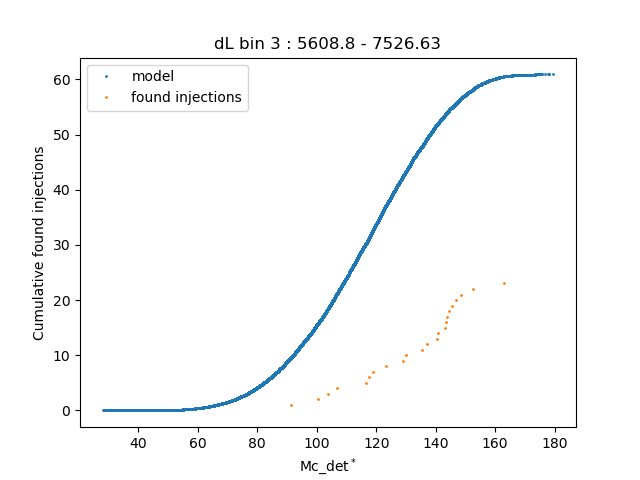 dL bin 3 : 5608.8 - 7526.63
model
found injections
Cumulative found injections
60
50
40
30
20
10
0
40 60 80 100 120 140 160 180
Mc_det*